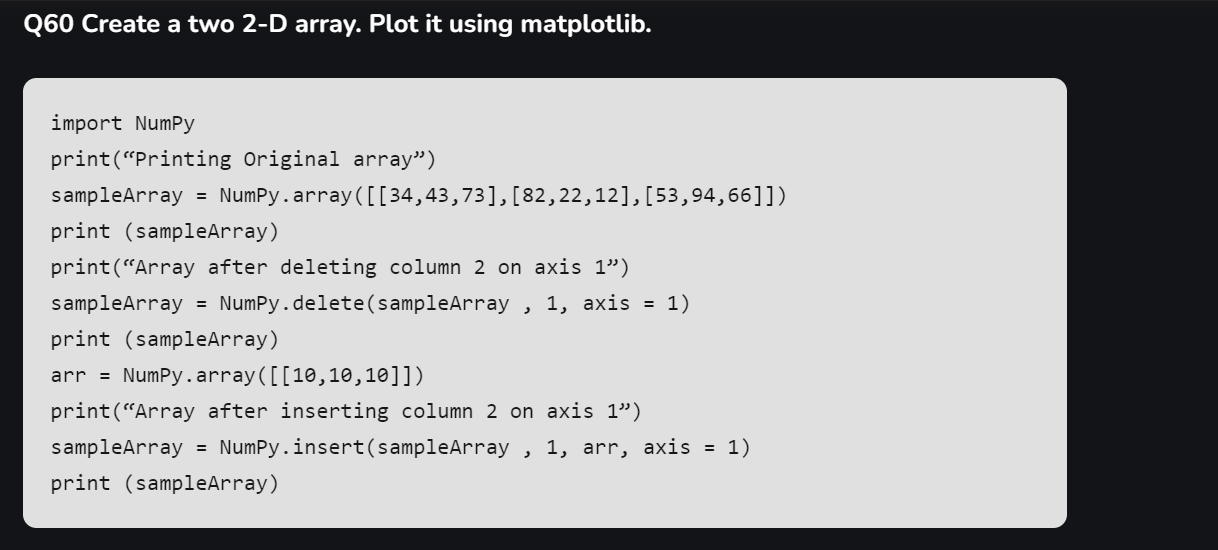 Q60 Create a two 2-D array. Plot it using matplotlib.
import NumPy
print(“Printing Original array”)
sampleArray = NumPy.array([[34,43,73],[82,22,12],[53,94,66]])
print (sampleArray)
print(“Array after deleting column 2 on axis 1”)
sampleArray = NumPy.delete(sampleArray , 1, axis = 1)
print (sampleArray)
arr = NumPy.array([[10,10,10]])
print(“Array after inserting column 2 on axis 1”)
sampleArray = NumPy.insert(sampleArray , 1, arr, axis = 1)
print (sampleArray)